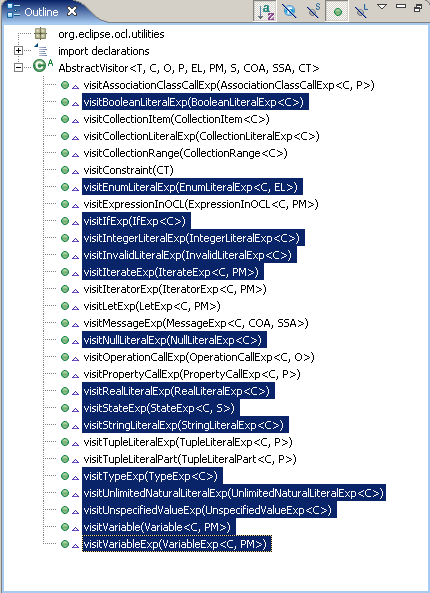 Outline
a z
S
L
org.eclipse.ocl.utilities
import declarations
C A AbstractVisitor<T, C, O, P, EL, PM, S, COA, SSA, CT>
visitAssociationClassCallExp(AssociationClassCallExp<C, P>)
visitBooleanLiteralExp(BooleanLiteralExp<C>)
visitCollectionItem(CollectionItem<C>)
visitCollectionLiteralExp(CollectionLiteralExp<C>)
visitCollectionRange(CollectionRange<C>)
visitConstraint(CT)
visitEnumLiteralExp(EnumLiteralExp<C, EL>)
visitExpressionInOCL(ExpressionInOCL<C, PM>)
visitIfExp(IfExp<C>)
visitIntegerLiteralExp(IntegerLiteralExp<C>)
visitInvalidLiteralExp(InvalidLiteralExp<C>)
visitIterateExp(IterateExp<C, PM>)
visitIteratorExp(IteratorExp<C, PM>)
visitLetExp(LetExp<C, PM>)
visitMessageExp(MessageExp<C, COA, SSA>)
visitNullLiteralExp(NullLiteralExp<C>)
visitOperationCallExp(OperationCallExp<C, O>)
visitPropertyCallExp(PropertyCallExp<C, P>)
visitRealLiteralExp(RealLiteralExp<C>)
visitStateExp(StateExp<C, S>)
visitStringLiteralExp(StringLiteralExp<C>)
visitTupleLiteralExp(TupleLiteralExp<C, P>)
visitTupleLiteralPart(TupleLiteralPart<C, P>)
visitTypeExp(TypeExp<C>)
visitUnlimitedNaturalLiteralExp(UnlimitedNaturalLiteralExp<C>)
visitUnspecifiedValueExp(UnspecifiedValueExp<C>)
visitVariable(Variable<C, PM>)
visitVariableExp(VariableExp<C, PM>)